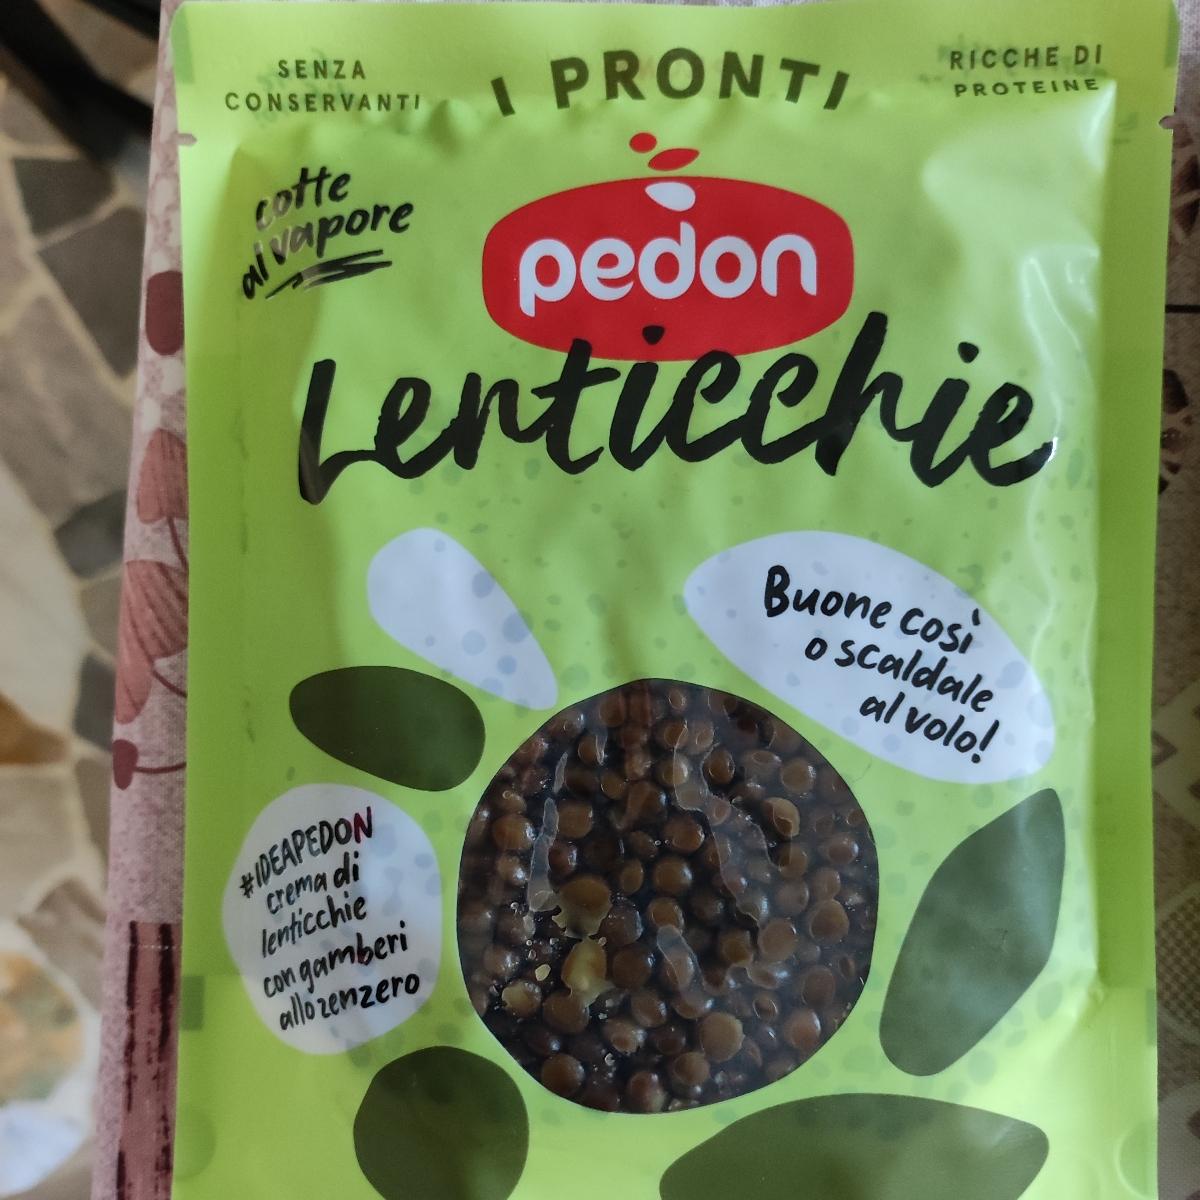 SENZA
CONSERVANTI
I PRONTI
RICCHE DI
PROTEINE
cotte
al vapore
pedon
Lenticchie
Buone così
o scaldale
al volo!
#IDEAPEDON
crema di
lenticchie
con gamberi
allo zenzero